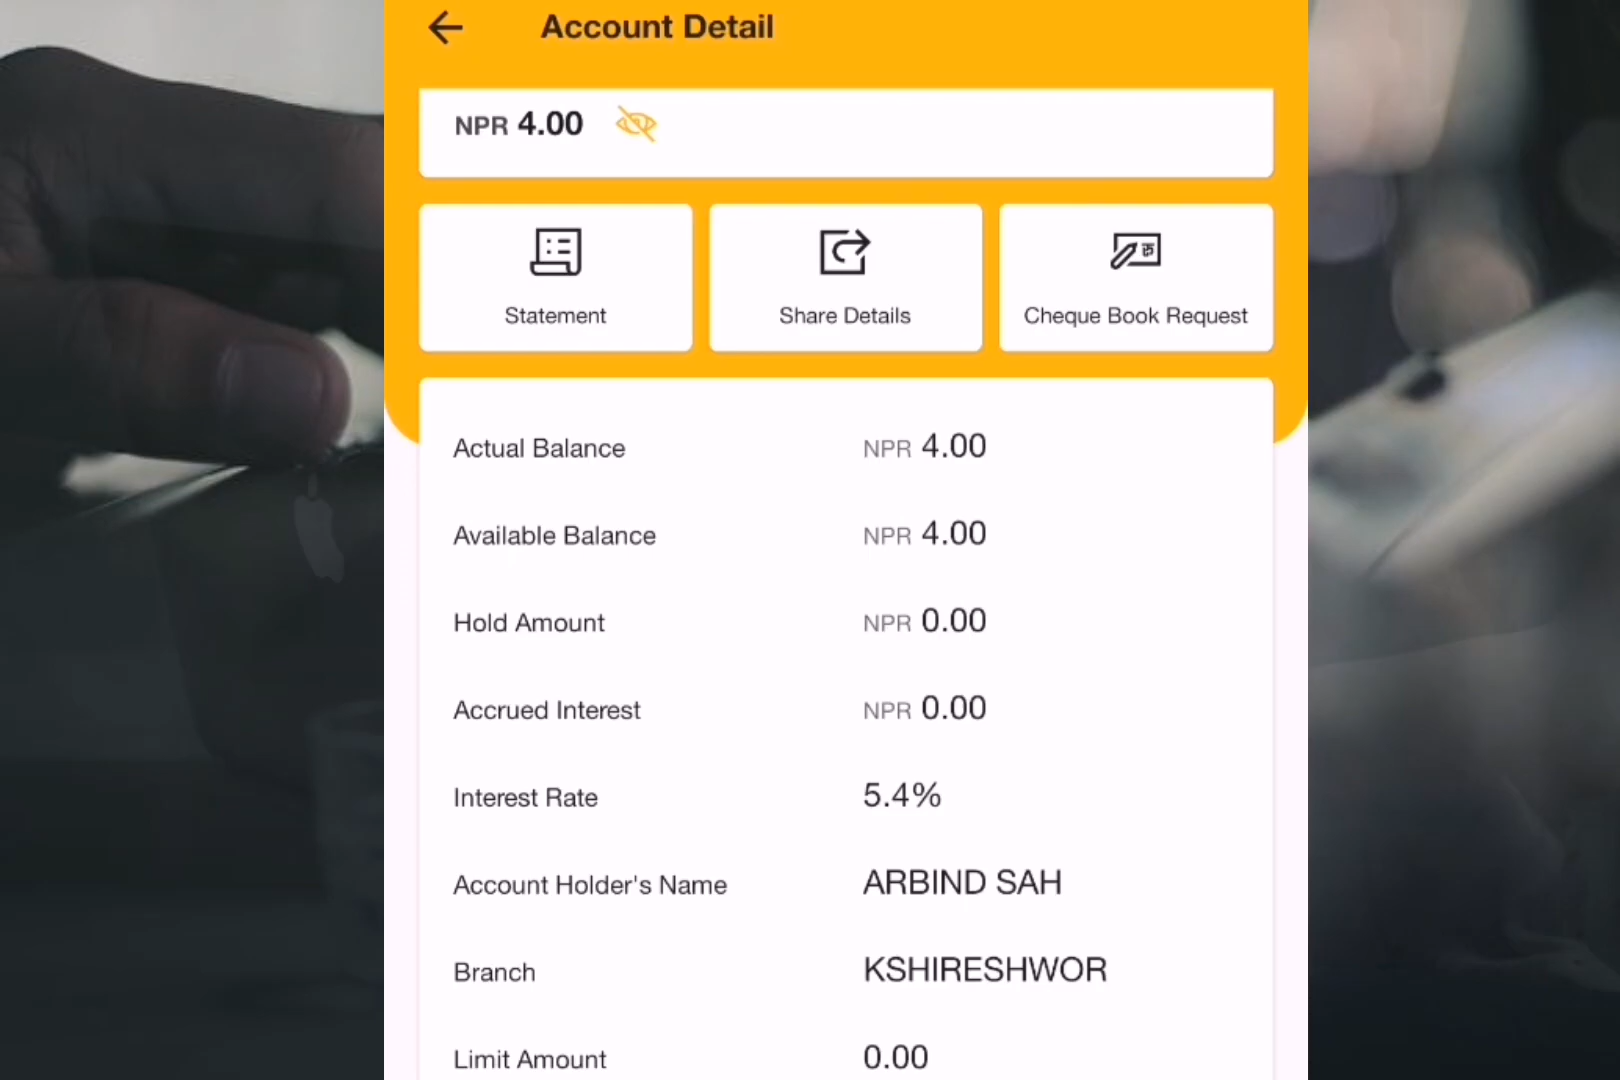 Account Detail
NPR 4.00
Statement
Share Details
Cheque Book Request
Actual Balance NPR 4.00
Available Balance NPR 4.00
Hold Amount NPR 0.00
Accrued Interest NPR 0.00
Interest Rate 5.4%
Account Holder's Name ARBIND SAH
Branch KSHIRESHWOR
Limit Amount 0.00